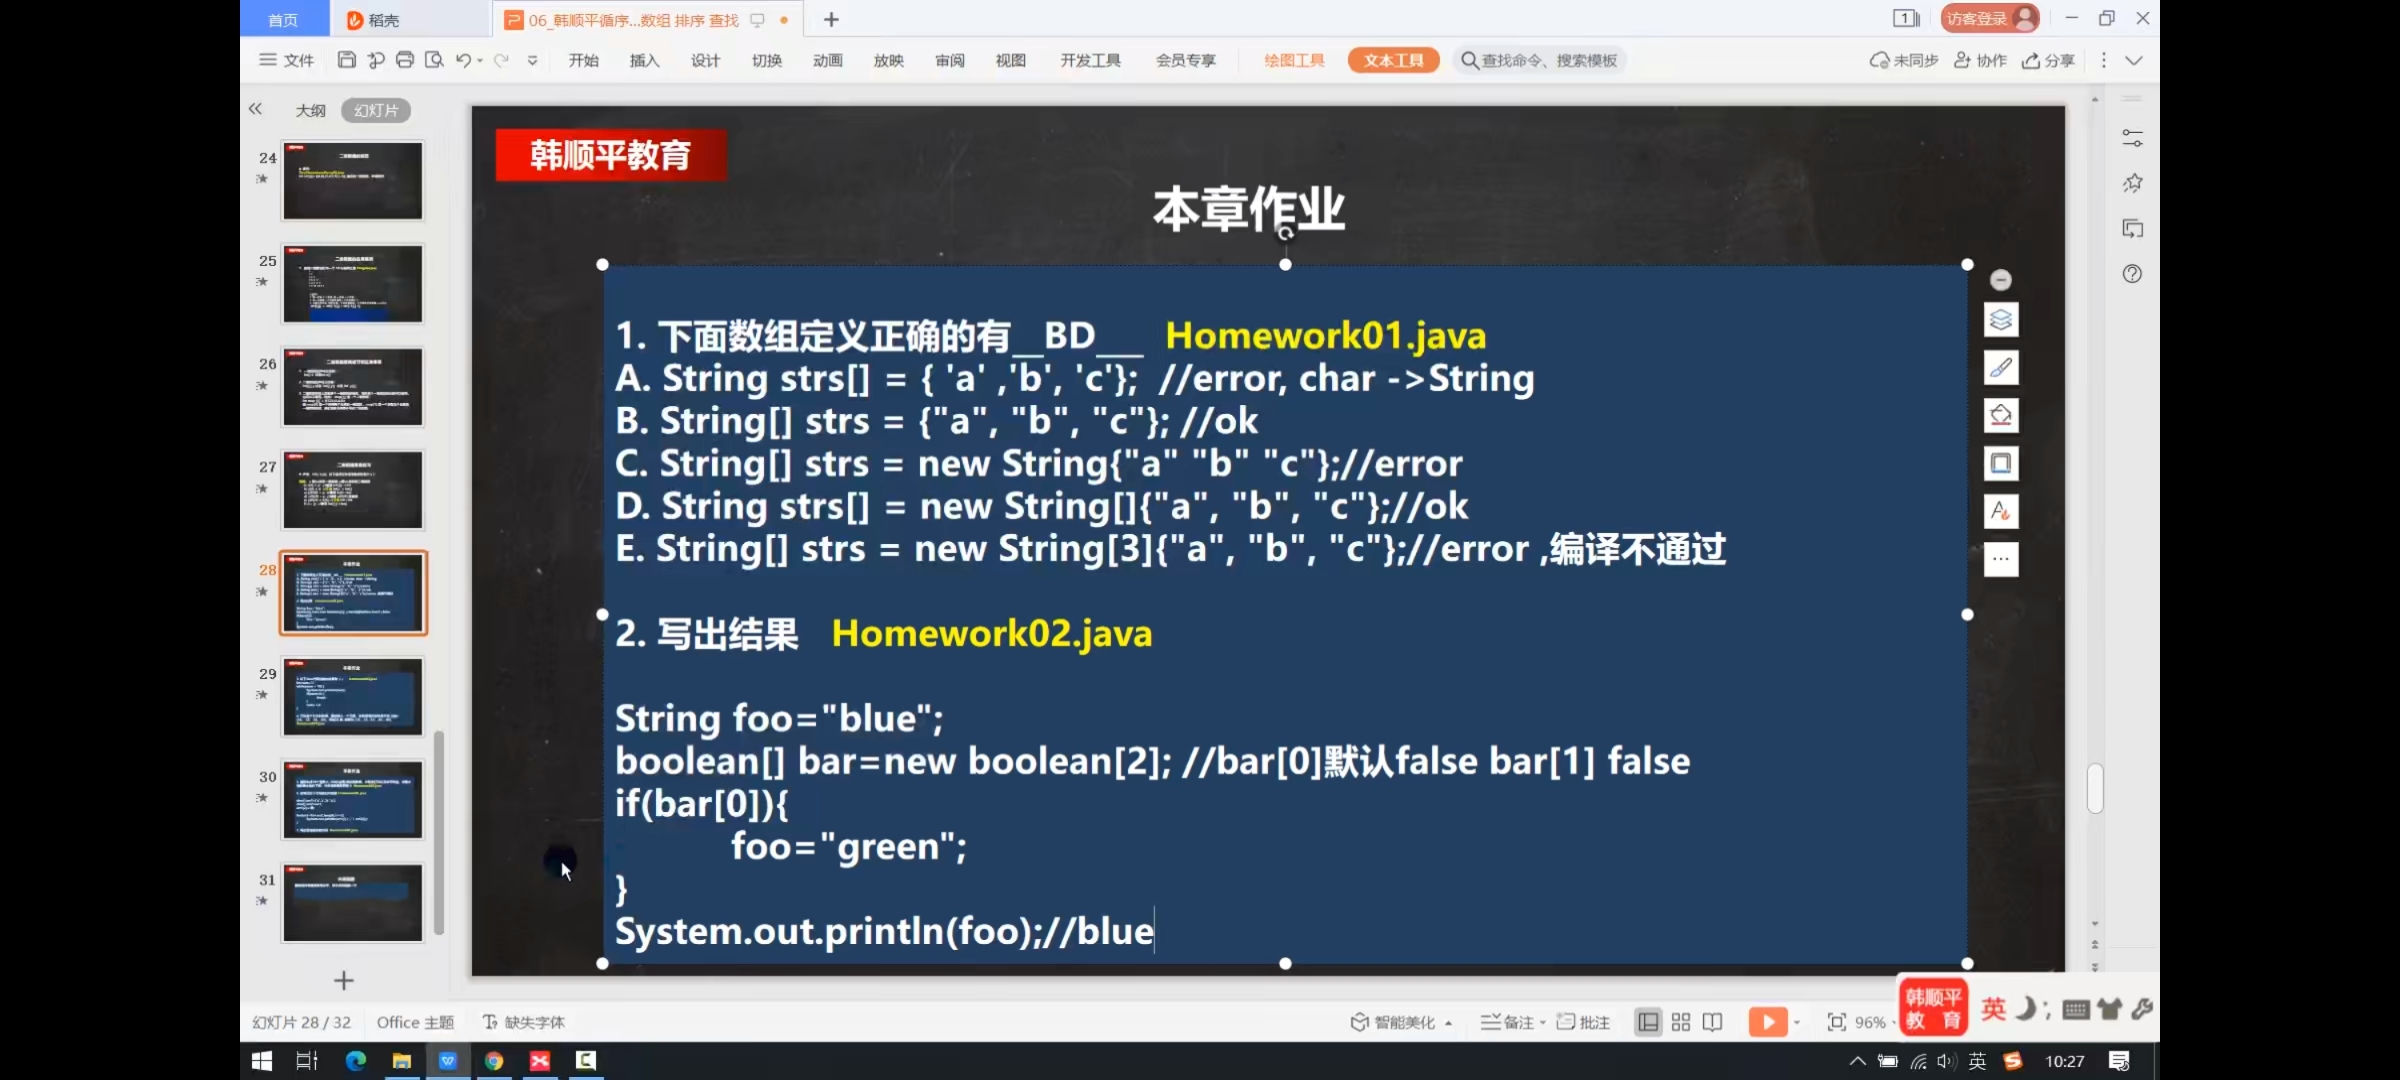 首页
稻壳
06_韩顺平循序...数组 排序 查找
访客登录
文件
开始
插入
设计
切换
动画
放映
审阅
视图
开发工具
会员专享
绘图工具
文本工具
查找命令、搜索模板
未同步
协作
分享
大纲
幻灯片
24
25
26
27
28
29
30
31
韩顺平教育
本章作业
1. 下面数组定义正确的有__BD___ Homework01.java
A. String strs[] = { 'a' ,'b', 'c'}; //error, char ->String
B. String[] strs = {"a", "b", "c"}; //ok
C. String[] strs = new String{"a" "b" "c"};//error
D. String strs[] = new String[]{"a", "b", "c"};//ok
E. String[] strs = new String[3]{"a", "b", "c"};//error ,编译不通过
2. 写出结果 Homework02.java
String foo="blue";
boolean[] bar=new boolean[2]; //bar[0]默认false bar[1] false
if(bar[0]){
foo="green";
}
System.out.println(foo);//blue
幻灯片 28 / 32
Office 主题
缺失字体
智能美化
备注
批注
96%
韩顺平
教 育
英
英
10:27